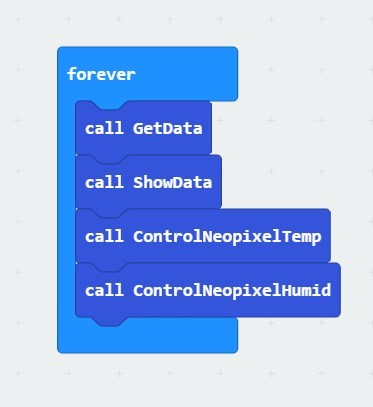 forever
call GetData
call ShowData
call ControlNeopixelTemp
call ControlNeopixelHumid